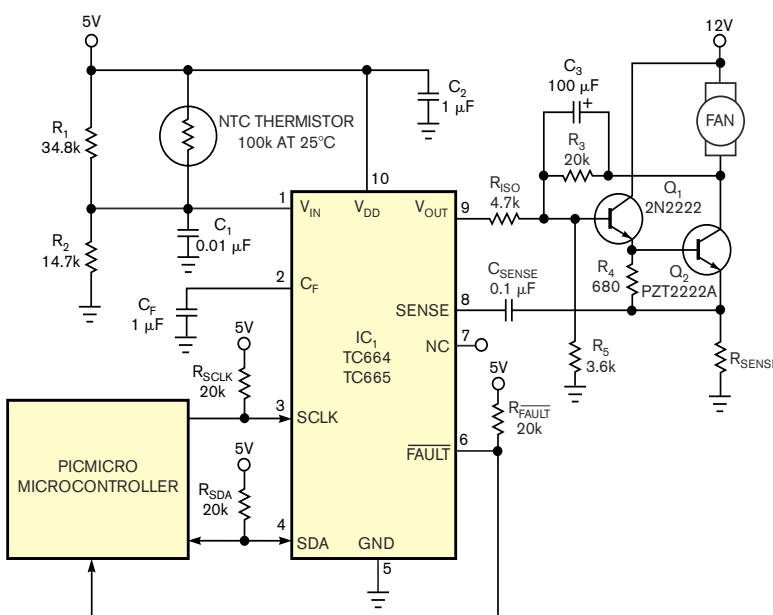 5V
12V
C3
100 µF
+
C2
1 µF
R1
34.8k
NTC THERMISTOR
100k AT 25°C
FAN
R3
20k
RISO
4.7k
Q1
2N2222
10
1
VIN
VDD
VOUT
9
R2
14.7k
C1
0.01 µF
2
CF
CF
1 µF
CSENSE
0.1 µF
R4
680
Q2
PZT2222A
SENSE
8
IC1
TC664
TC665
NC
7
5V
RSCLK
20k
5V
R5
3.6k
RSENSE
RFAULT
20k
3
SCLK
6
FAULT
PICMICRO
MICROCONTROLLER
5V
RSDA
20k
4
SDA
GND
5